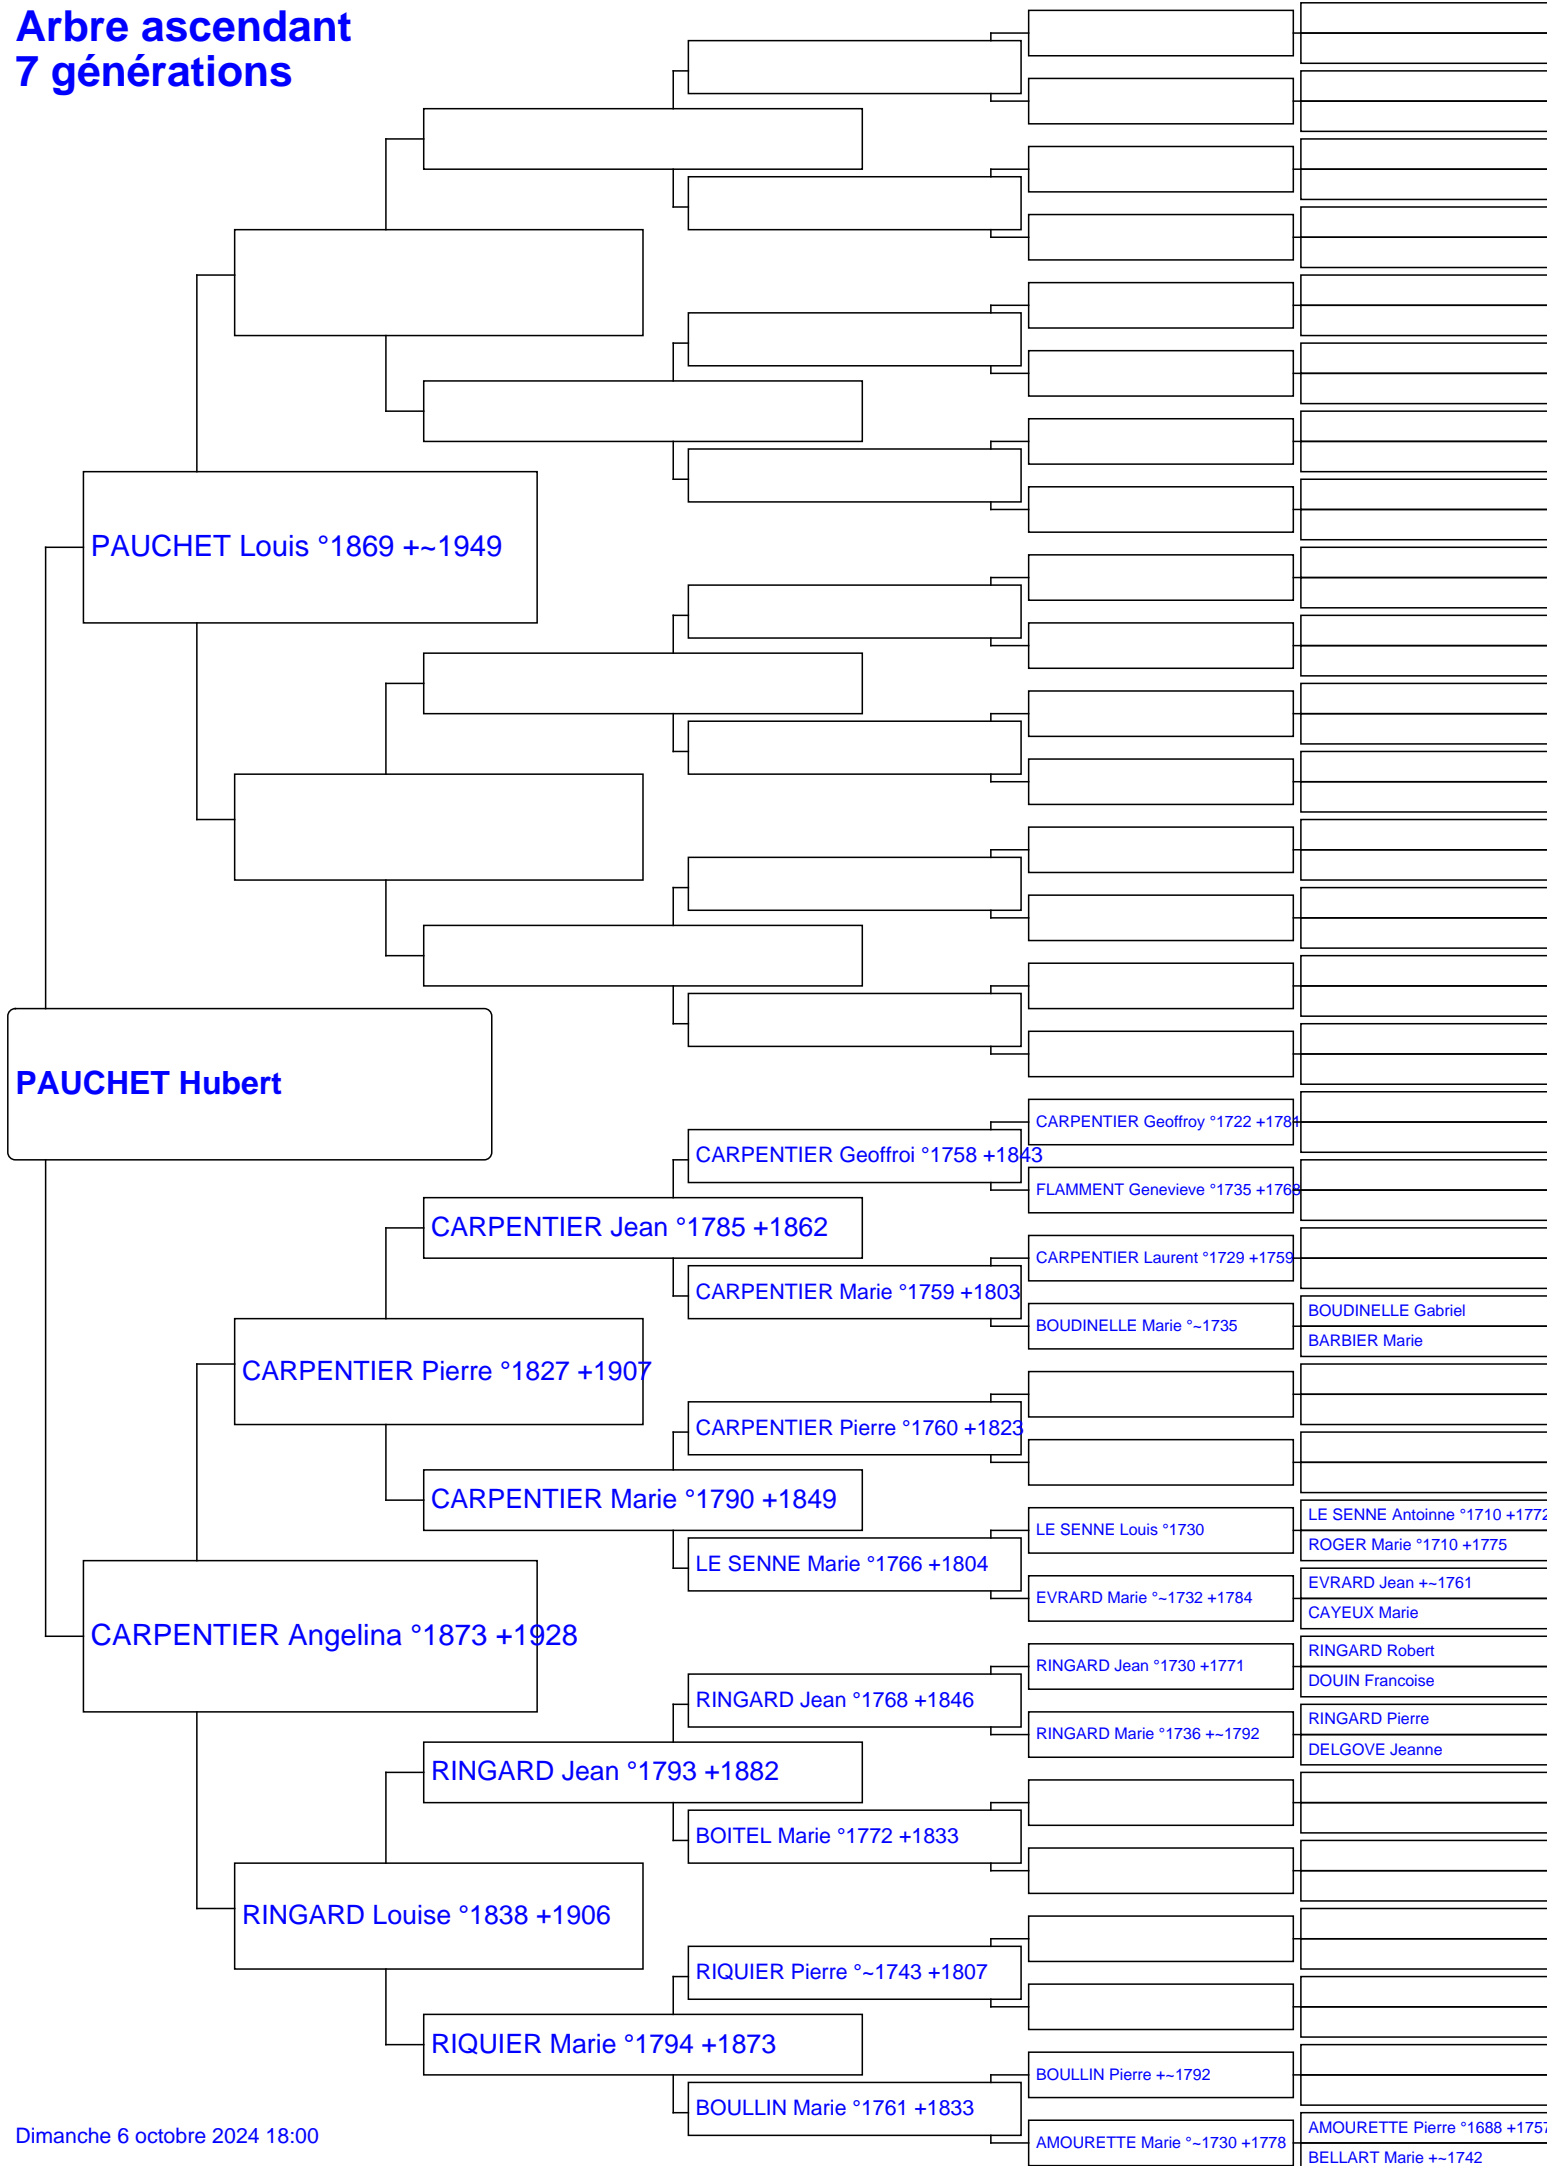 Arbre ascendant
7 générations
PAUCHET Louis °1869 +~1949
PAUCHET Hubert
CARPENTIER Geoffroy °1722 +1781
CARPENTIER Geoffroi °1758 +1843
FLAMMENT Genevieve °1735 +1768
CARPENTIER Jean °1785 +1862
CARPENTIER Laurent °1729 +1759
CARPENTIER Marie °1759 +1803
BOUDINELLE Gabriel
BOUDINELLE Marie °~1735
BARBIER Marie
CARPENTIER Pierre °1827 +1907
CARPENTIER Pierre °1760 +1823
CARPENTIER Marie °1790 +1849
LE SENNE Antoinne °1710 +1772
LE SENNE Louis °1730
ROGER Marie °1710 +1775
LE SENNE Marie °1766 +1804
EVRARD Jean +~1761
EVRARD Marie °~1732 +1784
CAYEUX Marie
CARPENTIER Angelina °1873 +1928
RINGARD Robert
RINGARD Jean °1730 +1771
DOUIN Francoise
RINGARD Jean °1768 +1846
RINGARD Pierre
RINGARD Marie °1736 +~1792
DELGOVE Jeanne
RINGARD Jean °1793 +1882
BOITEL Marie °1772 +1833
RINGARD Louise °1838 +1906
RIQUIER Pierre °~1743 +1807
RIQUIER Marie °1794 +1873
BOULLIN Pierre +~1792
BOULLIN Marie °1761 +1833
AMOURETTE Pierre °1688 +1757
AMOURETTE Marie °~1730 +1778
BELLART Marie +~1742
Dimanche 6 octobre 2024 18:00